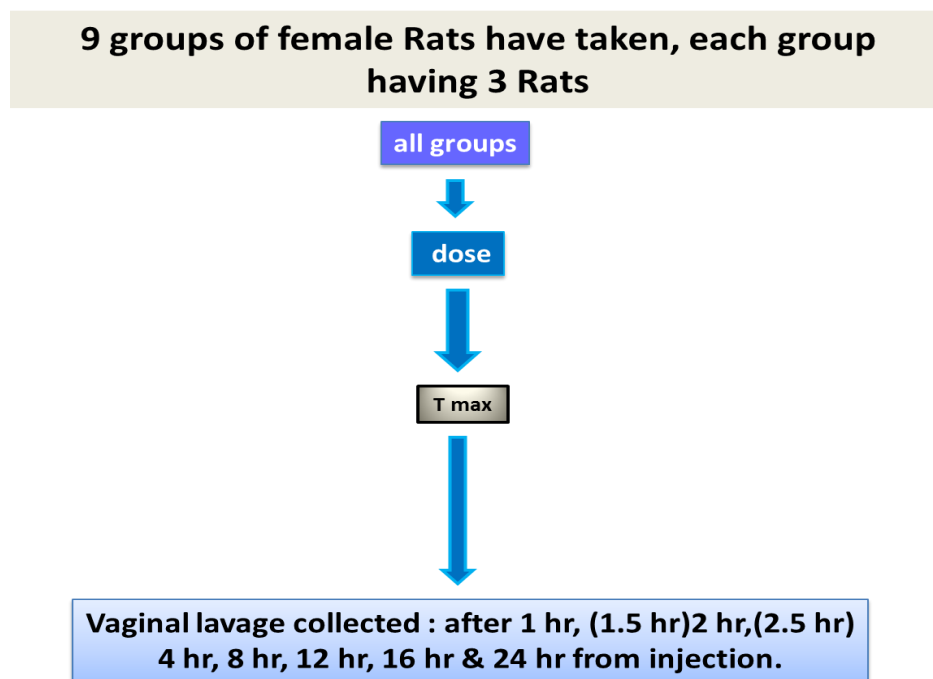 9 groups of female Rats have taken, each group
having 3 Rats
all groups
dose
T max
Vaginal lavage collected : after 1 hr, (1.5 hr)2 hr,(2.5 hr)
4 hr, 8 hr, 12 hr, 16 hr & 24 hr from injection.